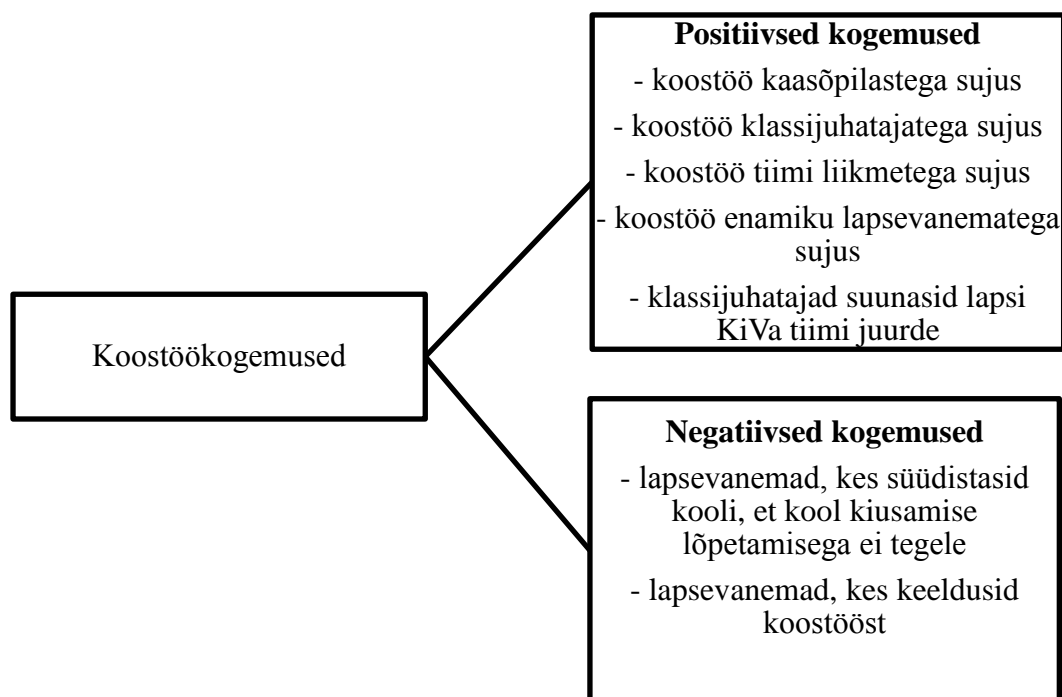 Positiivsed kogemused
- koostöö kaasõpilastega sujus
- koostöö klassijuhatajatega sujus
- koostöö tiimi liikmetega sujus
- koostöö enamiku lapsevanematega
sujus
- klassijuhatajad suunasid lapsi
KiVa tiimi juurde
Koostöökogemused
Negatiivsed kogemused
- lapsevanemad, kes süüdistasid
kooli, et kool kiusamise
lõpetamisega ei tegele
- lapsevanemad, kes keeldusid
koostööst